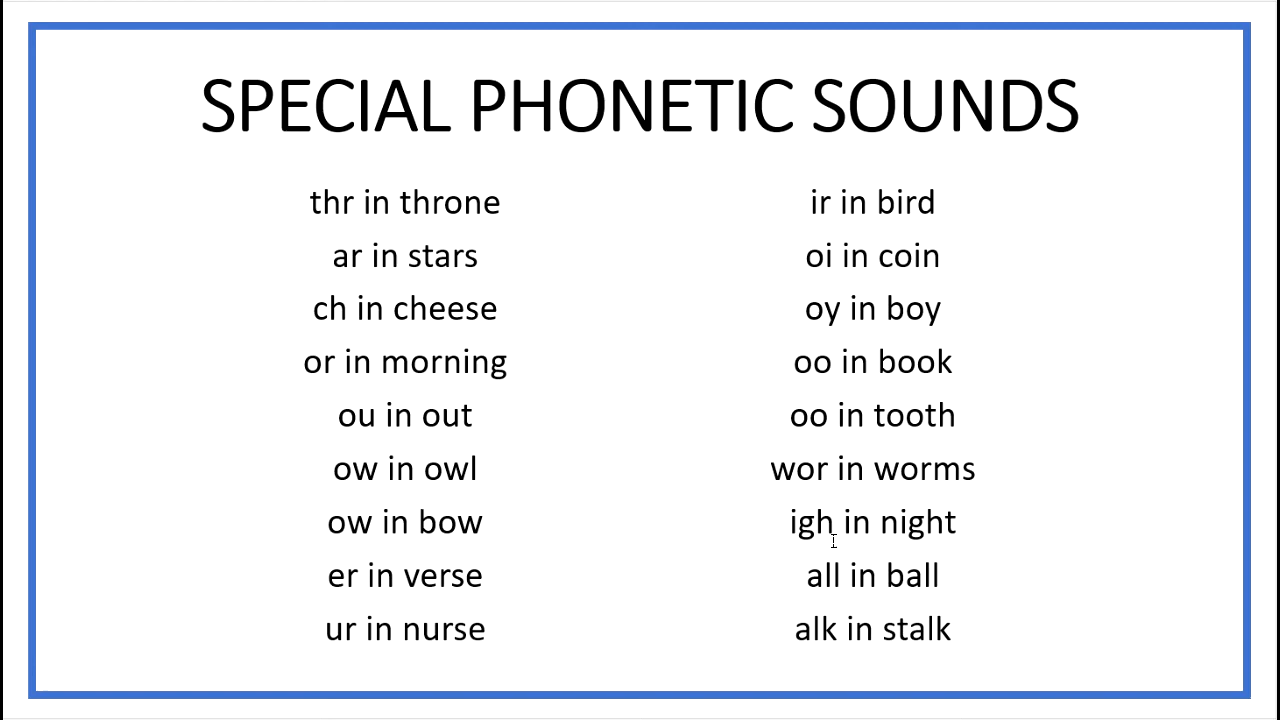 SPECIAL PHONETIC SOUNDS
thr in throne
ar in stars
ch in cheese
or in morning
ou in out
ow in owl
ow in bow
er in verse
ur in nurse
ir in bird
oi in coin
oy in boy
oo in book
oo in tooth
wor in worms
igh in night
all in ball
alk in stalk